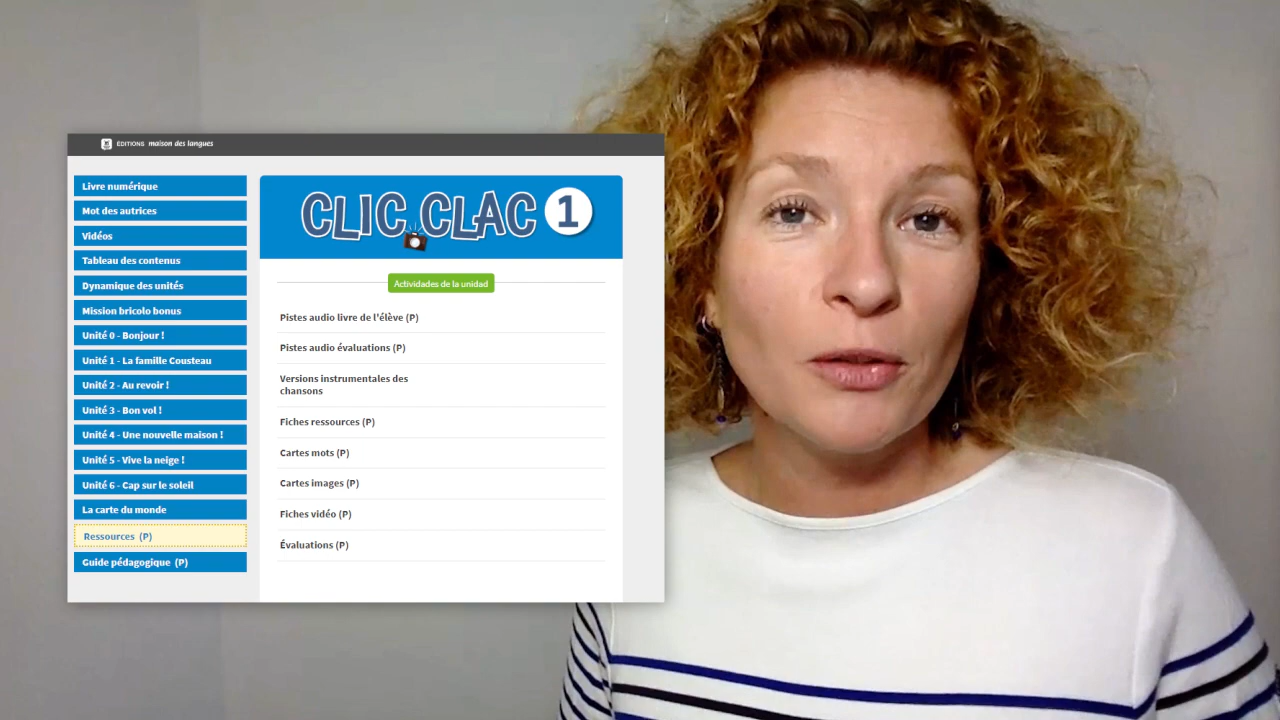 ÉDITIONS maison des langues
Livre numérique
Mot des autrices
Vidéos
Tableau des contenus
Dynamique des unités
Mission bricolo bonus
Unité 0 - Bonjour !
Unité 1 - La famille Cousteau
Unité 2 - Au revoir !
Unité 3 - Bon vol !
Unité 4 - Une nouvelle maison !
Unité 5 - Vive la neige !
Unité 6 - Cap sur le soleil
La carte du monde
Ressources (P)
Guide pédagogique (P)
CLIC CLAC 1
Actividades de la unidad
Pistes audio livre de l'élève (P)
Pistes audio évaluations (P)
Versions instrumentales des
chansons
Fiches ressources (P)
Cartes mots (P)
Cartes images (P)
Fiches vidéo (P)
Évaluations (P)